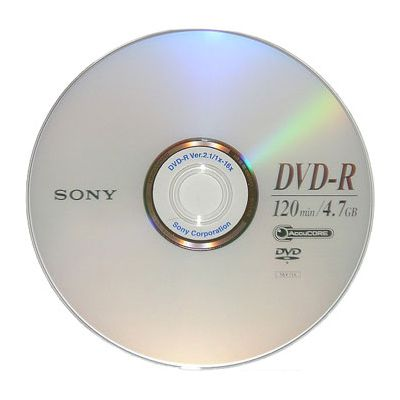 DVD-R Ver.2.1/1x-16x
SONY
DVD-R
120min/4.7GB
AccuCORE
DVD
R
Sony Corporation